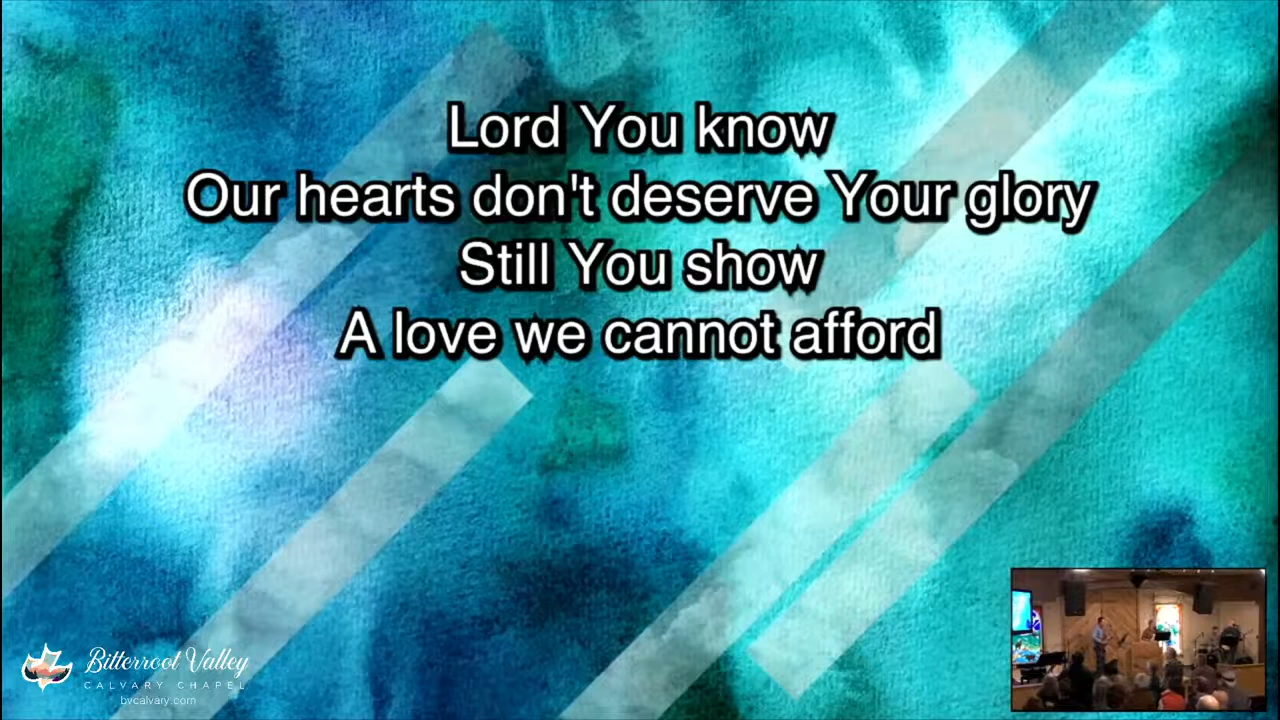 Lord You know
Our hearts don't deserve Your glory
Still You show
A love we cannot afford
Bitterroot Valley
CALVARY CHAPEL
bvcalvary.com